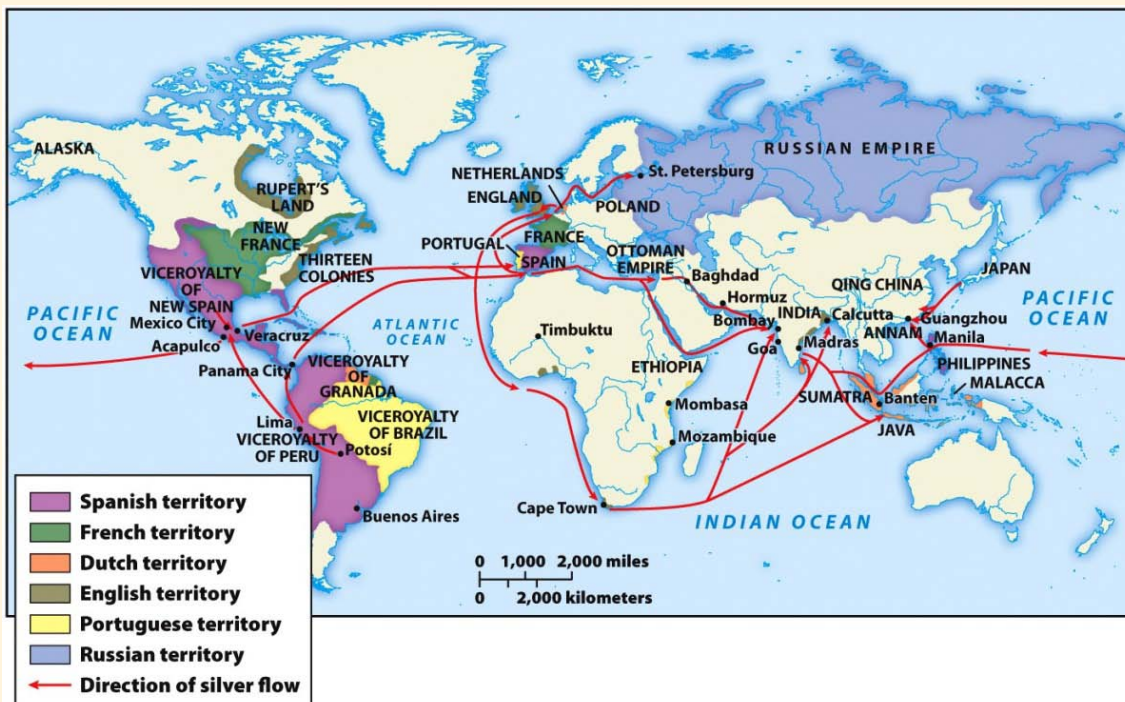 ALASKA
RUPERT'S
LAND
NEW
FRANCE
THIRTEEN
COLONIES
VICEROYALTY
OF
NEW SPAIN
Mexico City
Veracruz
Acapulco
PACIFIC
OCEAN
ATLANTIC
OCEAN
Panama City
VICEROYALTY
OF
GRANADA
VICEROYALTY
OF BRAZIL
Lima
VICEROYALTY
OF PERU
Potosí
Buenos Aires
NETHERLANDS
ENGLAND
FRANCE
PORTUGAL
SPAIN
POLAND
St. Petersburg
RUSSIAN EMPIRE
OTTOMAN
EMPIRE
Baghdad
Hormuz
Timbuktu
ETHIOPIA
Mombasa
Mozambique
Cape Town
INDIAN OCEAN
Bombay
INDIA
Goa
Calcutta
Madras
QING CHINA
JAPAN
Guangzhou
ANNAM
Manila
PHILIPPINES
MALACCA
SUMATRA
Banten
JAVA
PACIFIC
OCEAN
0 1,000 2,000 miles
0 2,000 kilometers
Spanish territory
French territory
Dutch territory
English territory
Portuguese territory
Russian territory
Direction of silver flow